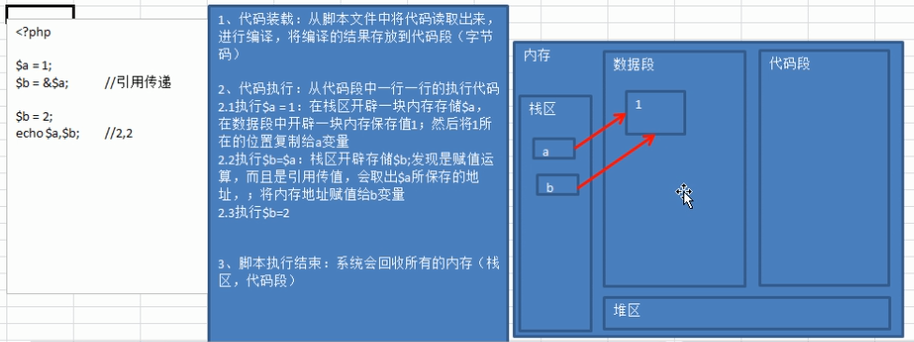 <?php
$a = 1;
$b = &$a; //引用传递
$b = 2;
echo $a,$b; //2,2
1、代码装载：从脚本文件中将代码读取出来，
进行编译，将编译的结果存放到代码段（字节
码）
2、代码执行：从代码段中一行一行的执行代码
2.1执行$a = 1：在栈区开辟一块内存存储$a，
在数据段中开辟一块内存保存值1；然后将1所
在的位置复制给a变量
2.2执行$b=$a：栈区开辟存储$b;发现是赋值运
算，而且是引用传值，会取出$a所保存的地
址，；将内存地址赋值给b变量
2.3执行$b=2
3、脚本执行结束：系统会回收所有的内存（栈
区，代码段）
内存
栈区
a
b
数据段
1
代码段
堆区